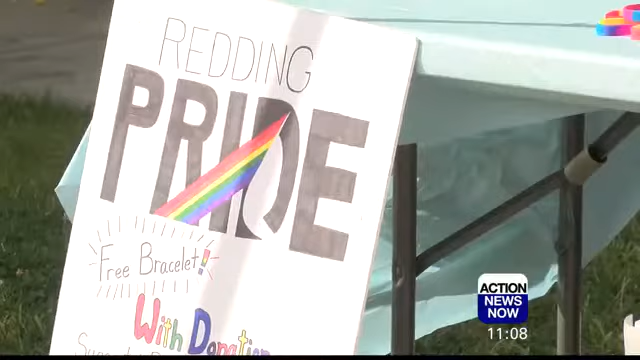 REDDING
PRIDE
Free Bracelet!
With Donation
ACTION
NEWS
NOW
11:08